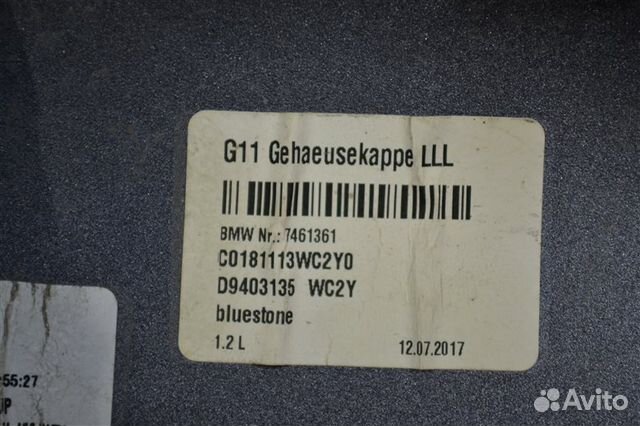 G11 Gehaeusekappe LLL
BMW Nr.: 7461361
C0181113WC2Y0
D9403135 WC2Y
bluestone
1.2 L 12.07.2017
:55:27
Avito